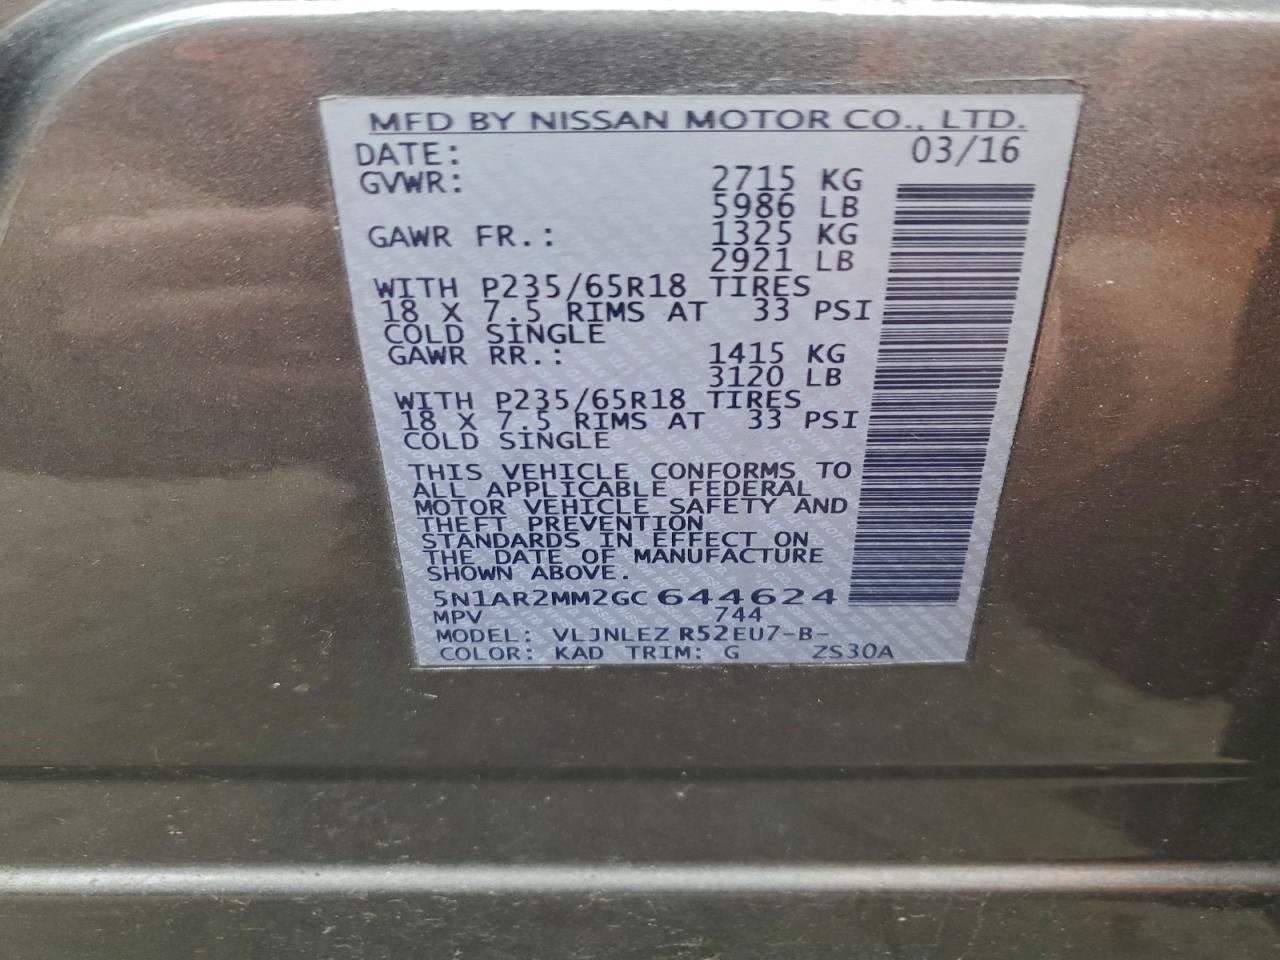 MFD BY NISSAN MOTOR CO., LTD.
DATE: 03/16
GVWR: 2715 KG
5986 LB
GAWR FR.: 1325 KG
2921 LB
WITH P235/65R18 TIRES
18 X 7.5 RIMS AT 33 PSI
COLD SINGLE
GAWR RR.: 1415 KG
3120 LB
WITH P235/65R18 TIRES
18 X 7.5 RIMS AT 33 PSI
COLD SINGLE
THIS VEHICLE CONFORMS TO
ALL APPLICABLE FEDERAL
MOTOR VEHICLE SAFETY AND
THEFT PREVENTION
STANDARDS IN EFFECT ON
THE DATE OF MANUFACTURE
SHOWN ABOVE.
5N1AR2MM2GC644624
MPV 744
MODEL: VLJNLEZ R52EU7-B-
COLOR: KAD TRIM: G ZS30A